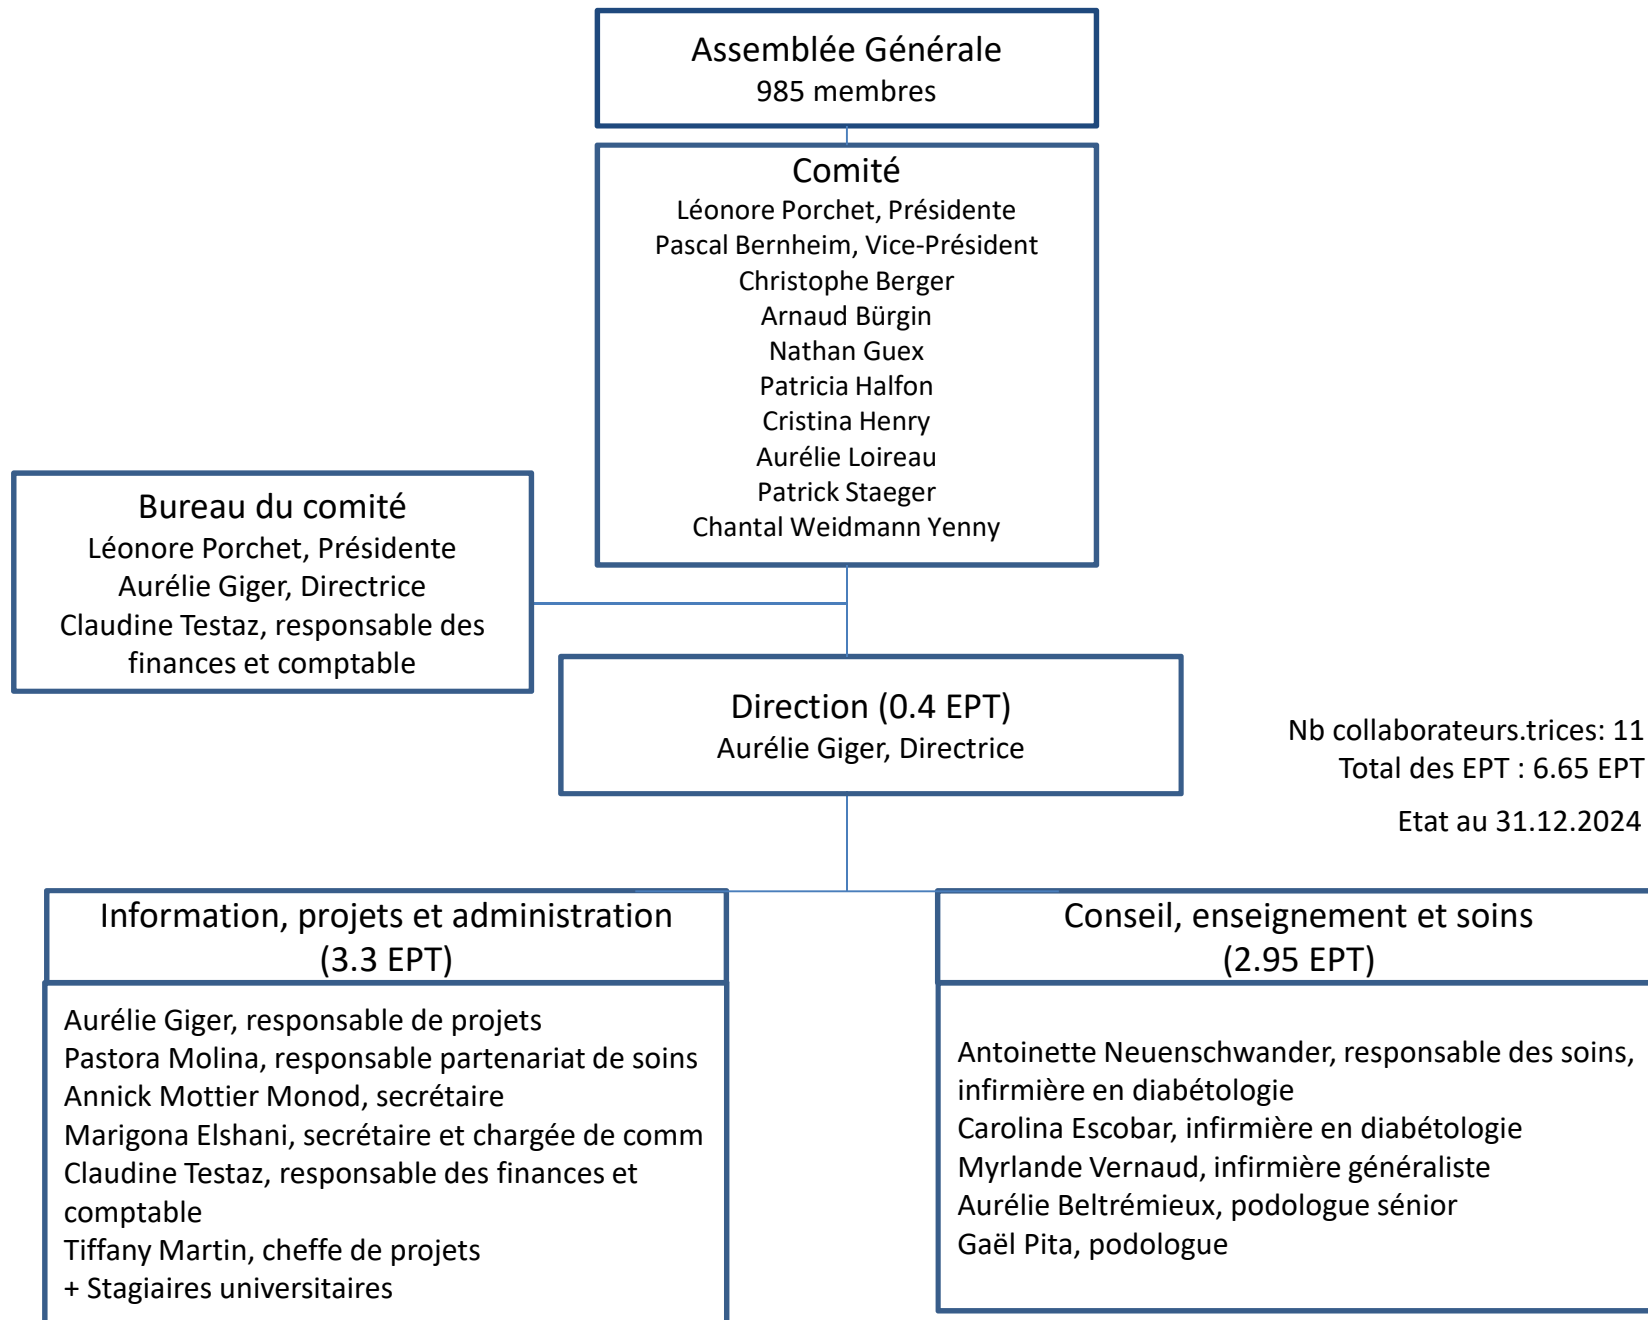 Assemblée Générale
985 membres
Comité
Léonore Porchet, Présidente
Pascal Bernheim, Vice-Président
Christophe Berger
Arnaud Bürgin
Nathan Guex
Patricia Halfon
Cristina Henry
Aurélie Loireau
Patrick Staeger
Chantal Weidmann Yenny
Bureau du comité
Léonore Porchet, Présidente
Aurélie Giger, Directrice
Claudine Testaz, responsable des
finances et comptable
Direction (0.4 EPT)
Aurélie Giger, Directrice
Nb collaborateurs.trices: 11
Total des EPT : 6.65 EPT
Etat au 31.12.2024
Information, projets et administration
(3.3 EPT)
Aurélie Giger, responsable de projets
Pastora Molina, responsable partenariat de soins
Annick Mottier Monod, secrétaire
Marigona Elshani, secrétaire et chargée de comm
Claudine Testaz, responsable des finances et
comptable
Tiffany Martin, cheffe de projets
+ Stagiaires universitaires
Conseil, enseignement et soins
(2.95 EPT)
Antoinette Neuenschwander, responsable des soins,
infirmière en diabétologie
Carolina Escobar, infirmière en diabétologie
Myrlande Vernaud, infirmière généraliste
Aurélie Beltrémieux, podologue sénior
Gaël Pita, podologue